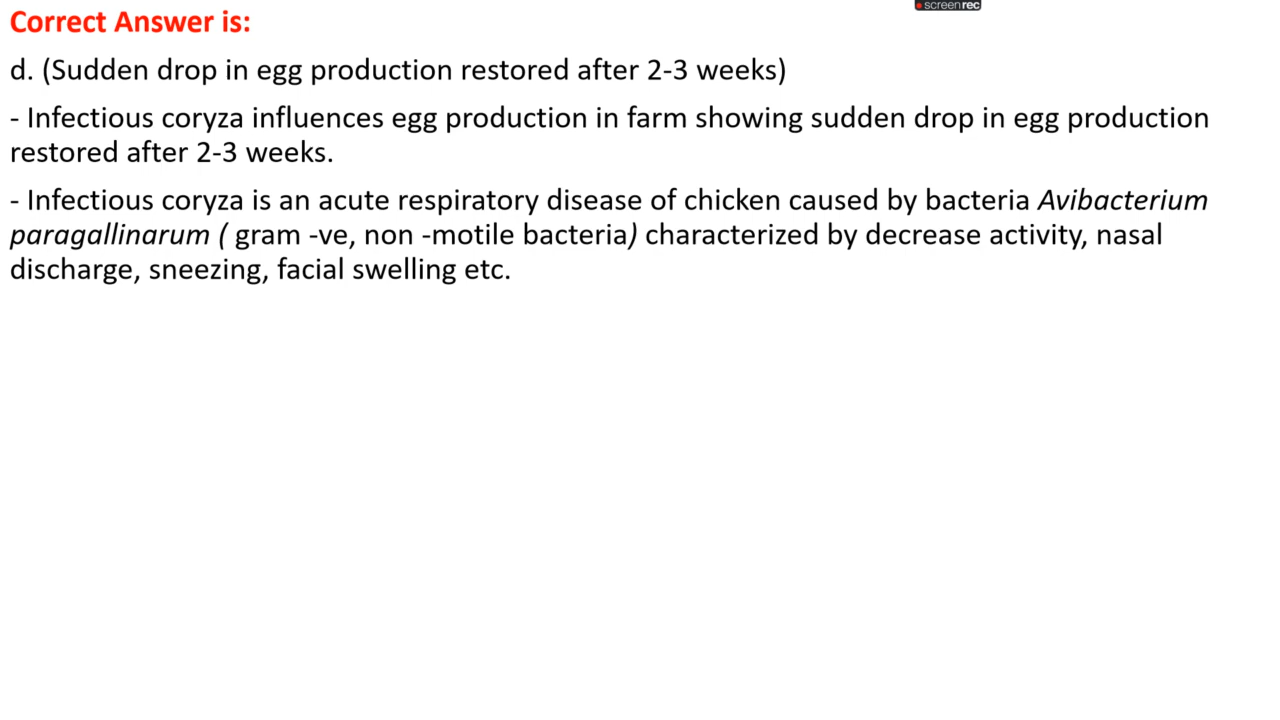 screenrec
Correct Answer is:
d. (Sudden drop in egg production restored after 2-3 weeks)
- Infectious coryza influences egg production in farm showing sudden drop in egg production
restored after 2-3 weeks.
- Infectious coryza is an acute respiratory disease of chicken caused by bacteria Avibacterium
paragallinarum ( gram -ve, non -motile bacteria) characterized by decrease activity, nasal
discharge, sneezing, facial swelling etc.